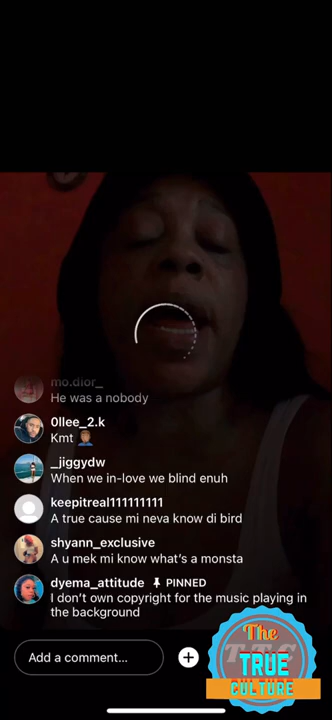 mo.dior_
He was a nobody
0llee_2.k
Kmt
_jiggydw
When we in-love we blind enuh
keepitreal111111111
A true cause mi neva know di bird
shyann_exclusive
A u mek mi know what’s a monsta
dyema_attitude PINNED
I don’t own copyright for the music playing in
the background
Add a comment...
The
TRUE
CULTURE